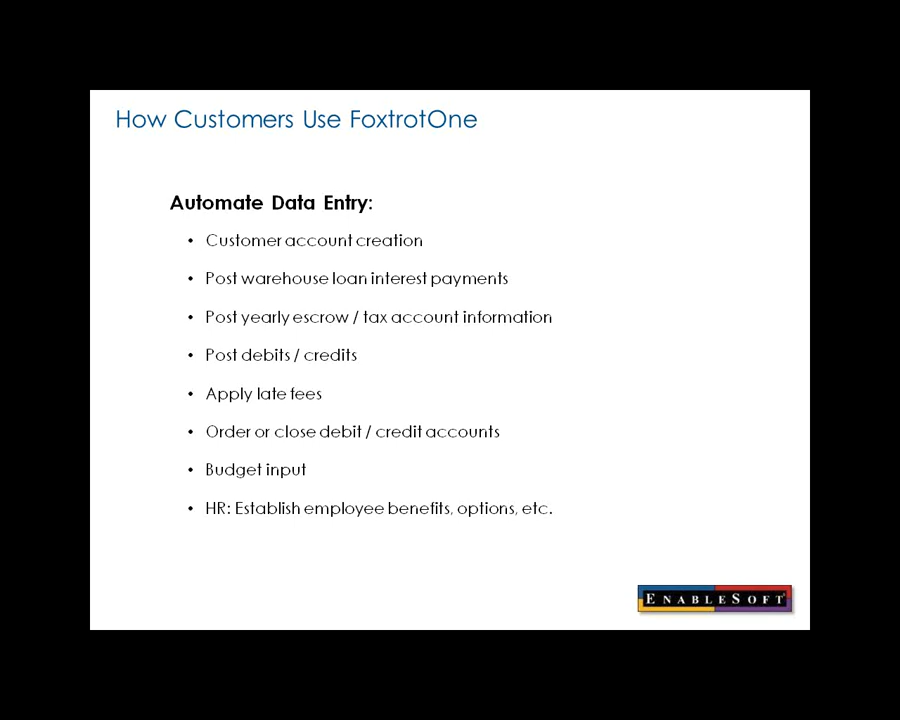 How Customers Use FoxtrotOne
Automate Data Entry:
• Customer account creation
• Post warehouse loan interest payments
• Post yearly escrow / tax account information
• Post debits / credits
• Apply late fees
• Order or close debit / credit accounts
• Budget input
• HR: Establish employee benefits, options, etc.
ENABLESOFT